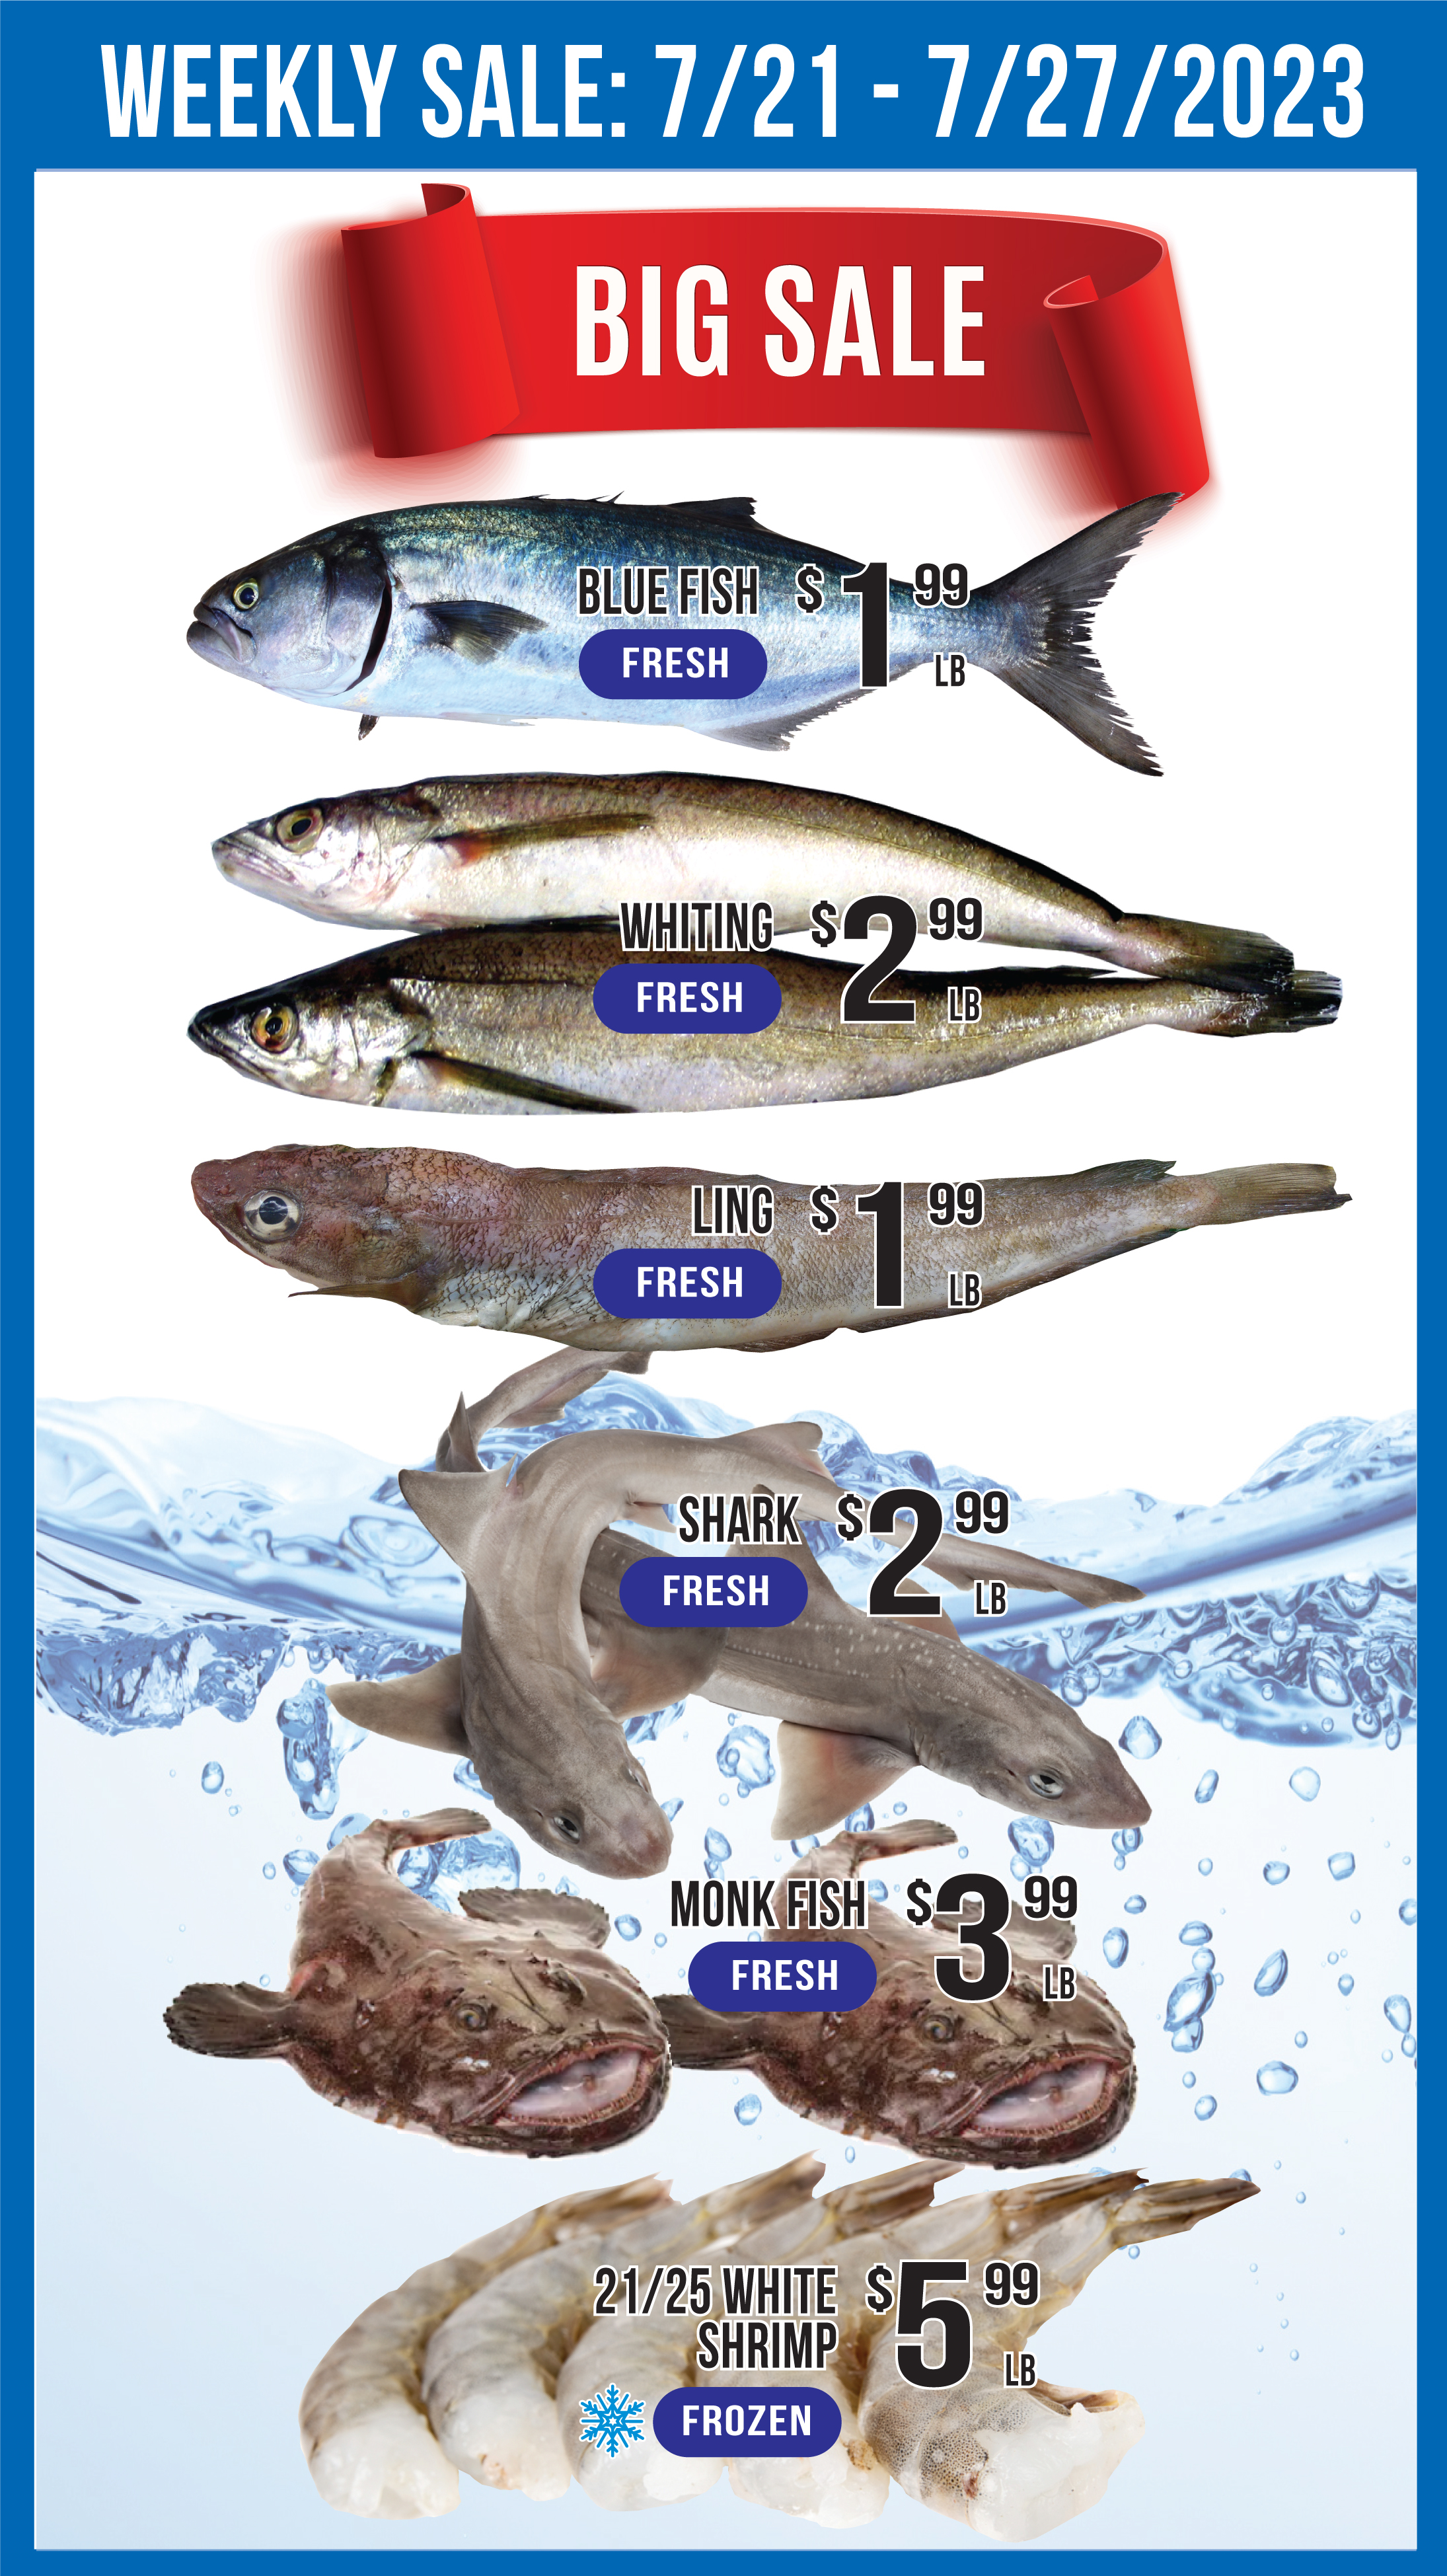 WEEKLY SALE: 7/21 - 7/27/2023
BIG SALE
BLUE FISH $1 99
FRESH LB
WHITING $2 99
FRESH LB
LING $1 99
FRESH LB
SHARK $2 99
FRESH LB
MONK FISH $3 99
FRESH LB
21/25 WHITE $5 99
SHRIMP LB
FROZEN